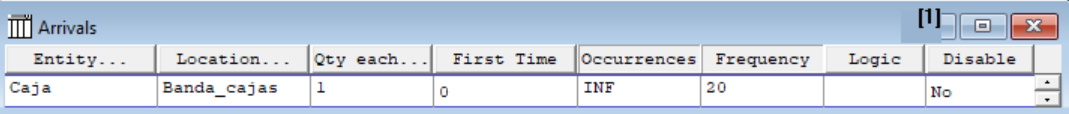 Arrivals [1]
Entity... Location... Qty each... First Time Occurrences Frequency Logic Disable
Caja Banda_cajas 1 0 INF 20 No